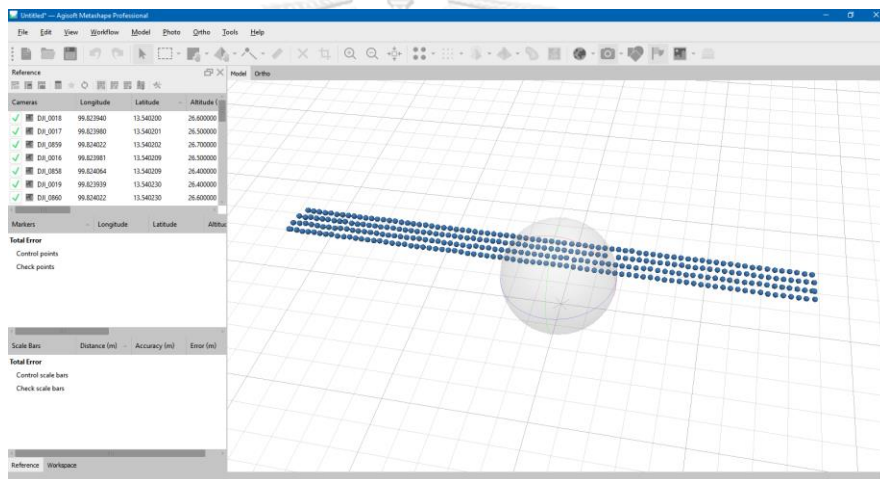 Untitled* — Agisoft Metashape Professional
File Edit View Workflow Model Photo Ortho Tools Help
Reference
Model Ortho
Cameras Longitude Latitude Altitude (
DJI_0018 99.823940 13.540200 26.600000
DJI_0017 99.823980 13.540201 26.500000
DJI_0859 99.824022 13.540202 26.700000
DJI_0016 99.823981 13.540209 26.500000
DJI_0858 99.824064 13.540209 26.400000
DJI_0019 99.823939 13.540230 26.600000
DJI_0860 99.824022 13.540230 26.400000
Markers Longitude Latitude Altituc
Total Error
Control points
Check points
Scale Bars Distance (m) Accuracy (m) Error (m)
Total Error
Control scale bars
Check scale bars
Reference Workspace